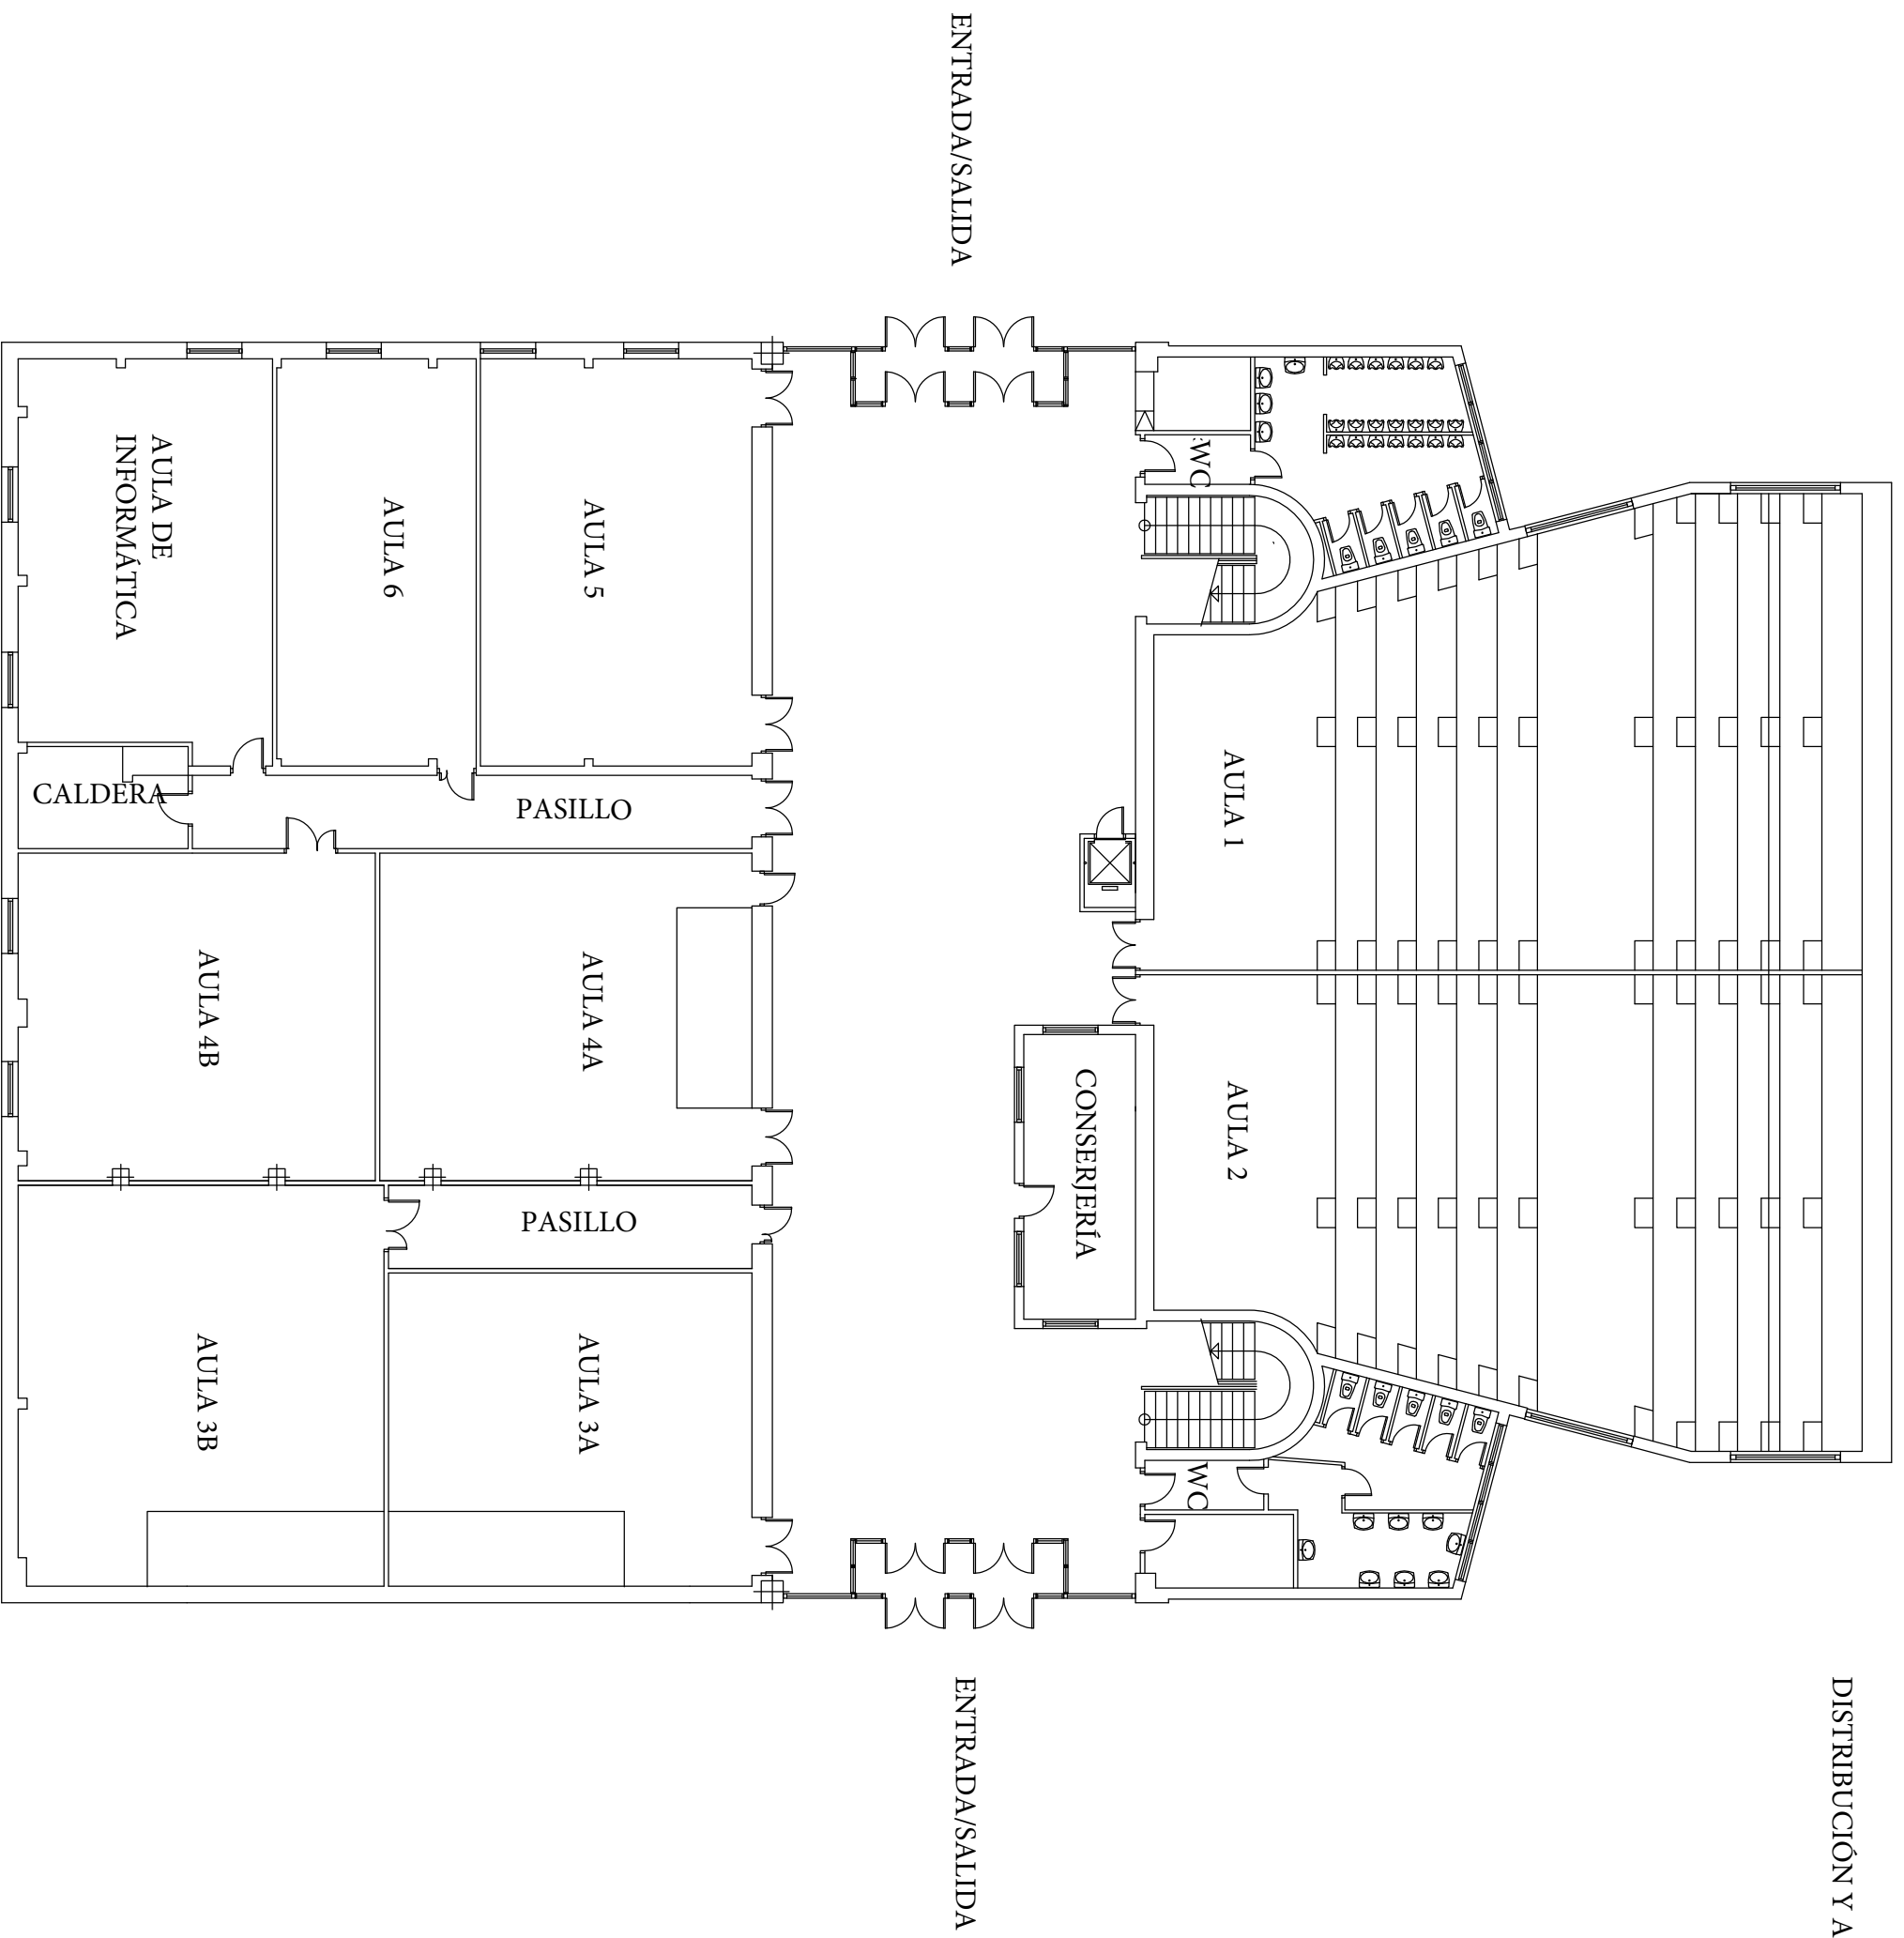 ENTRADA/SALIDA
AULA DE
INFORMÁTICA
AULA 6
AULA 5
WC
CALDERA
PASILLO
AULA 1
AULA 4B
AULA 4A
CONSERJERÍA
AULA 2
PASILLO
AULA 3B
AULA 3A
WC
ENTRADA/SALIDA
DISTRIBUCIÓN Y A